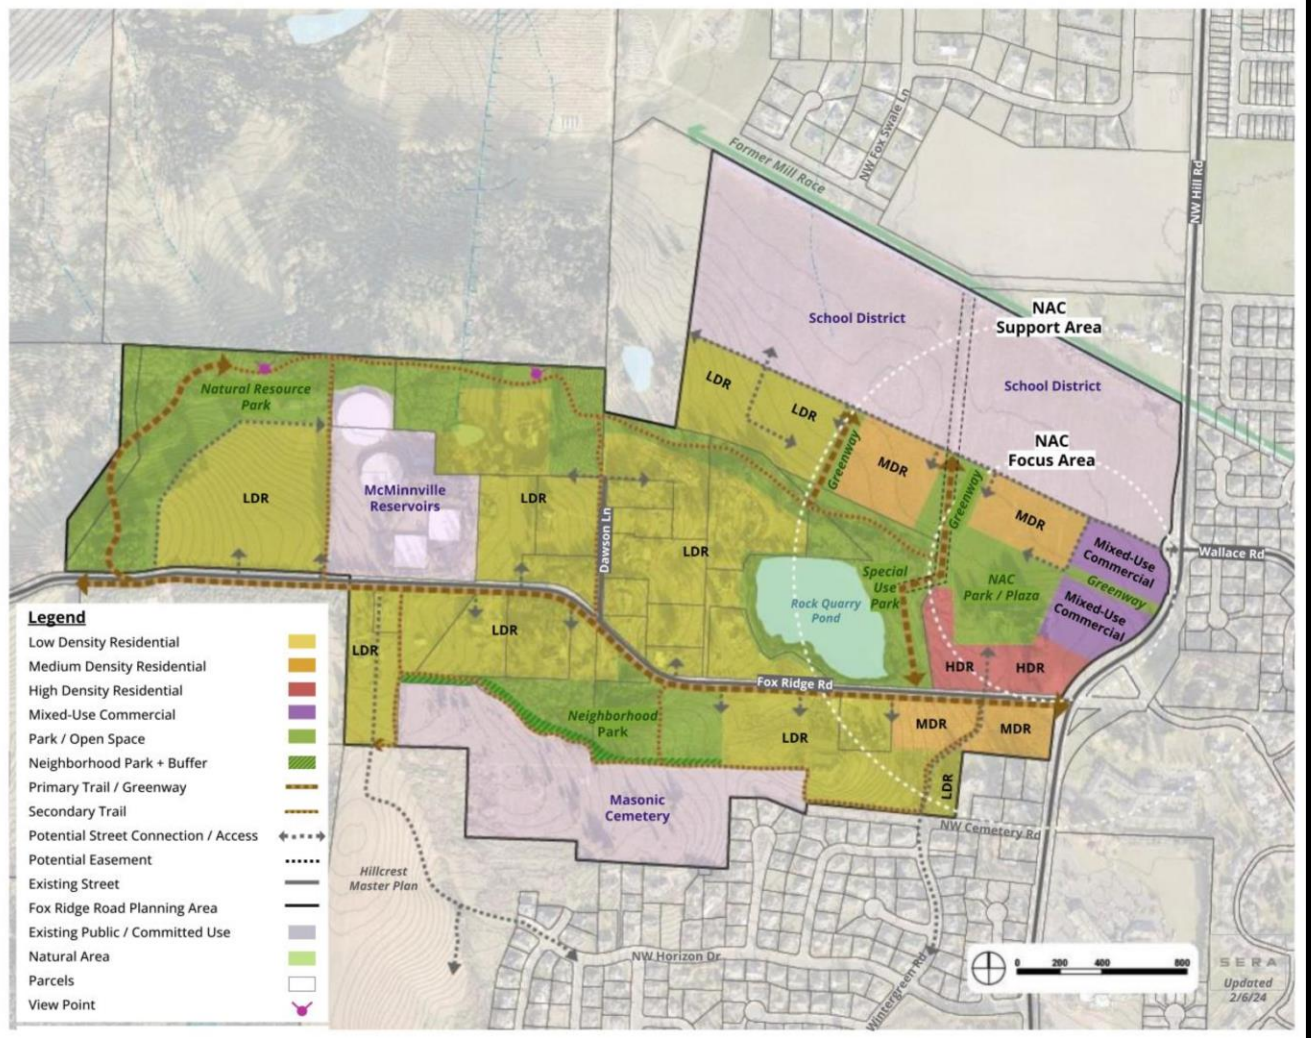 Former Mill Race
NW Fox Swale Ln
NW Hill Rd
School District
NAC
Support Area
School District
LDR
LDR
NAC
Focus Area
Natural Resource
Park
Greenway
MDR
Greenway
MDR
LDR
McMinnville
Reservoirs
LDR
Dawson Ln
LDR
Mixed-Use
Commercial
Wallace Rd
Greenway
Mixed-Use
Commercial
Special
Use
Park
NAC
Park / Plaza
Rock Quarry
Pond
LDR
LDR
HDR
HDR
Fox Ridge Rd
Neighborhood
Park
LDR
MDR
MDR
LDR
Masonic
Cemetery
NW Cemetery Rd
Hillcrest
Master Plan
NW Horizon Dr
Wintergreen Rd
Legend
Low Density Residential
Medium Density Residential
High Density Residential
Mixed-Use Commercial
Park / Open Space
Neighborhood Park + Buffer
Primary Trail / Greenway
Secondary Trail
Potential Street Connection / Access
Potential Easement
Existing Street
Fox Ridge Road Planning Area
Existing Public / Committed Use
Natural Area
Parcels
View Point
0 200 400 800
SERA
Updated
2/6/24